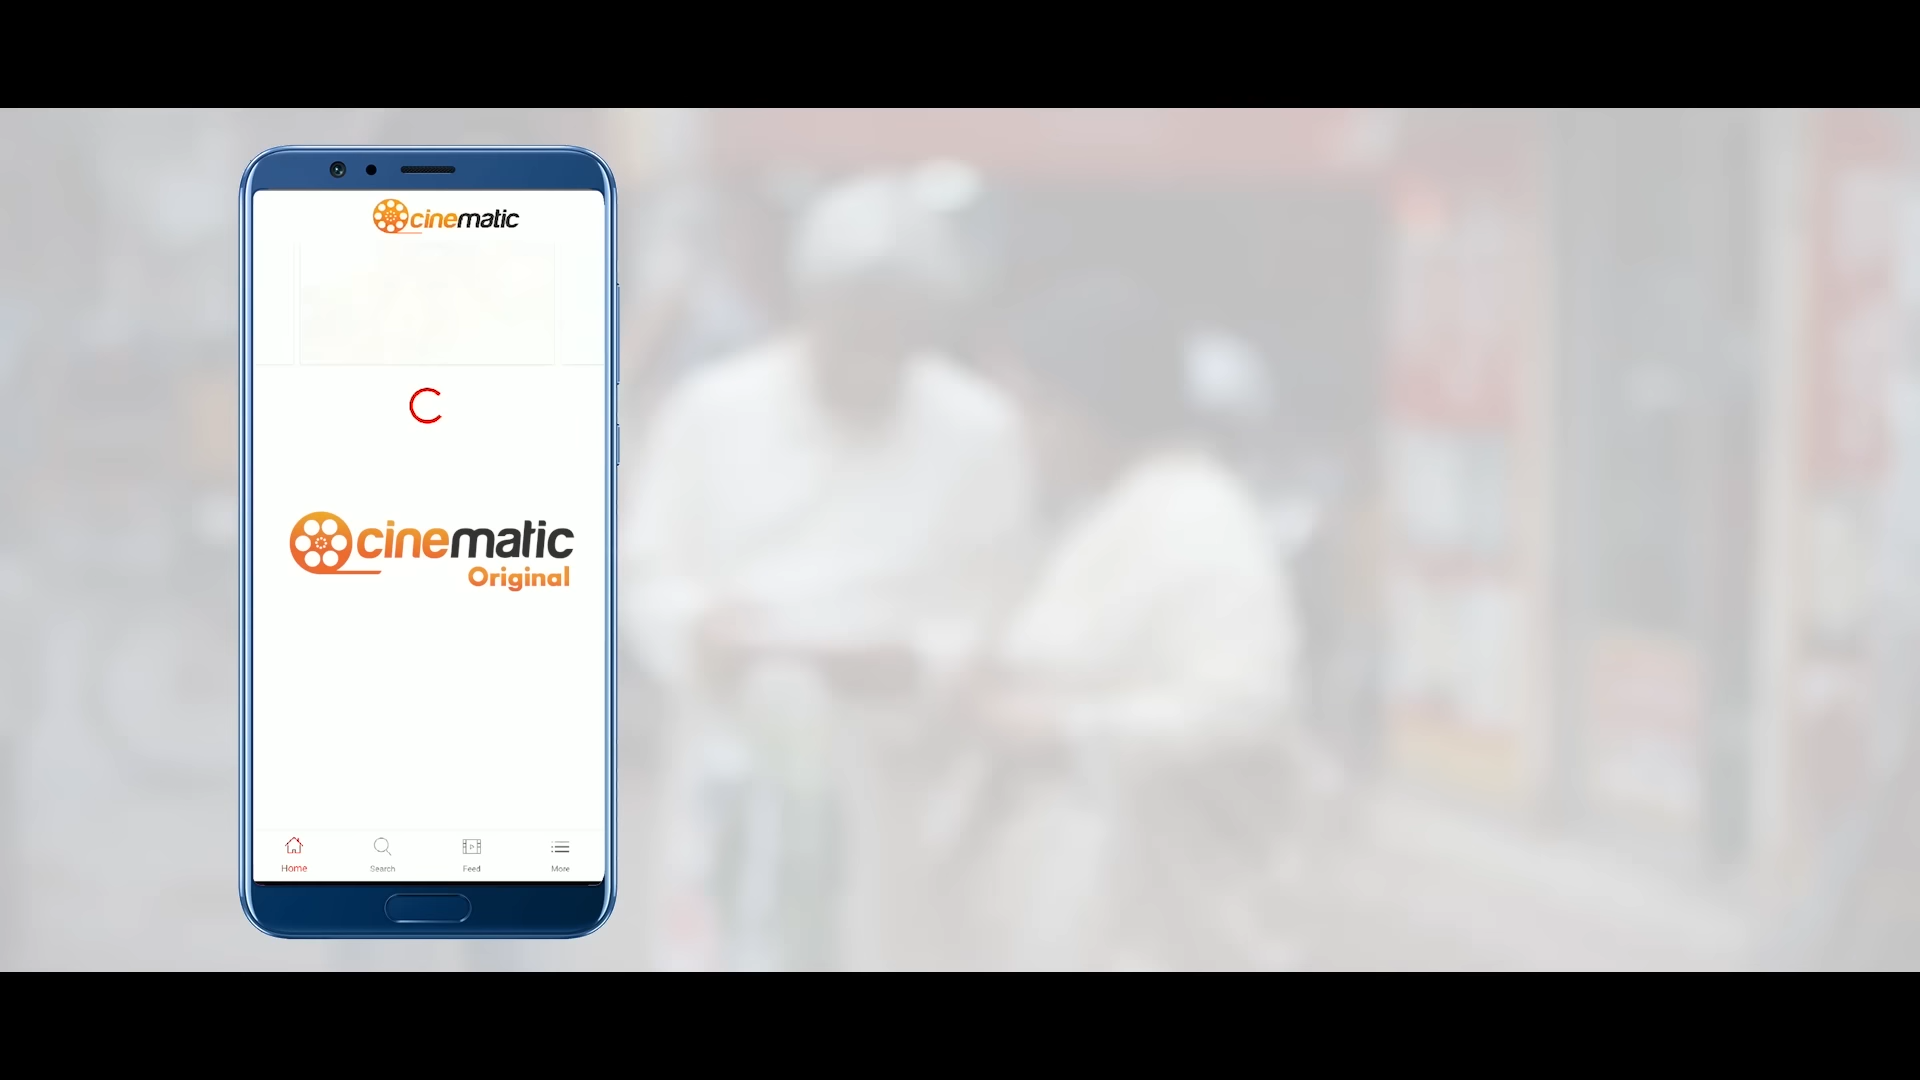 cinematic
cinematic
Original
Home
Search
Feed
More